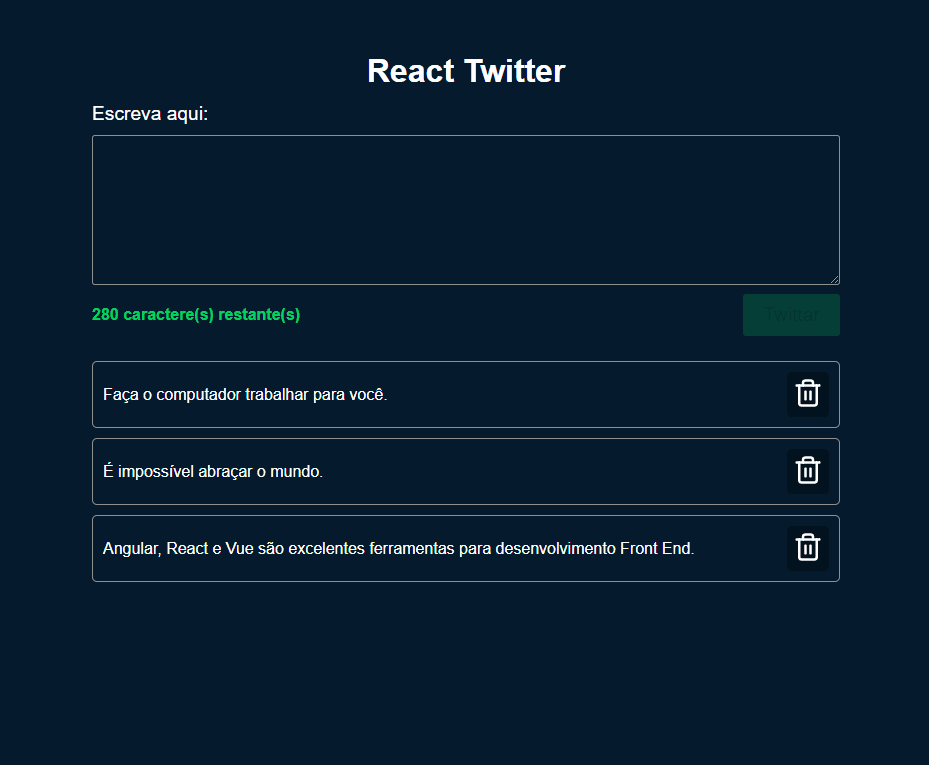 React Twitter
Escreva aqui:
280 caractere(s) restante(s)
Twittar
Faça o computador trabalhar para você.
É impossível abraçar o mundo.
Angular, React e Vue são excelentes ferramentas para desenvolvimento Front End.